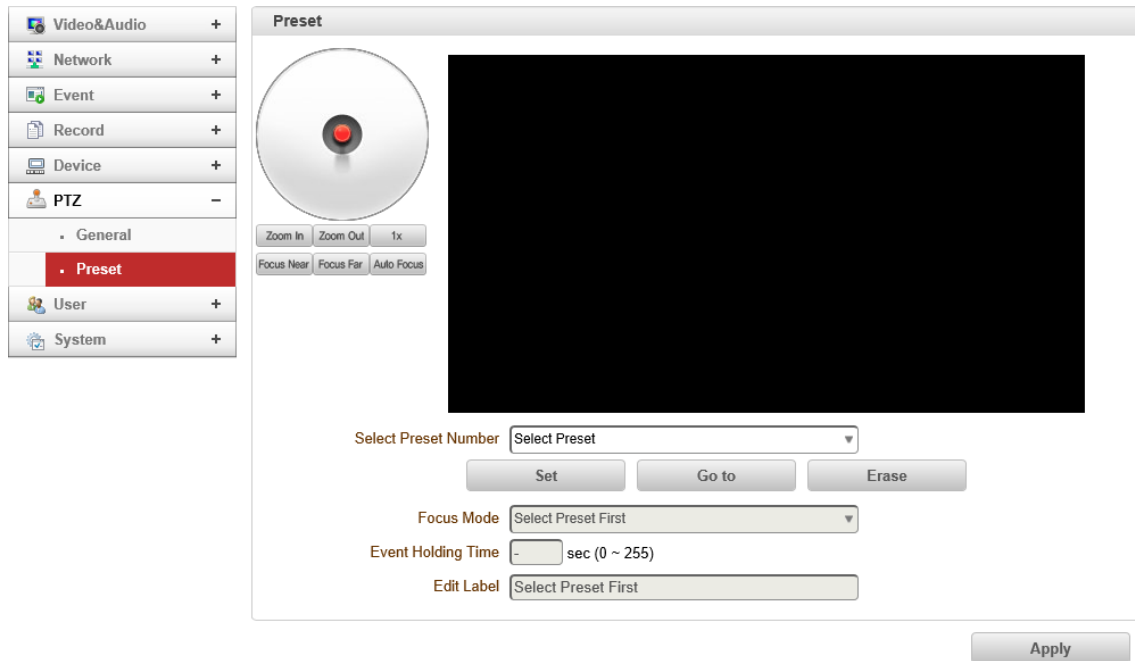 Video&Audio +
Network +
Event +
Record +
Device +
PTZ –
General
Preset
User +
System +
Preset
Zoom In Zoom Out 1x
Focus Near Focus Far Auto Focus
Select Preset Number Select Preset
Set Go to Erase
Focus Mode Select Preset First
Event Holding Time - sec (0 ~ 255)
Edit Label Select Preset First
Apply